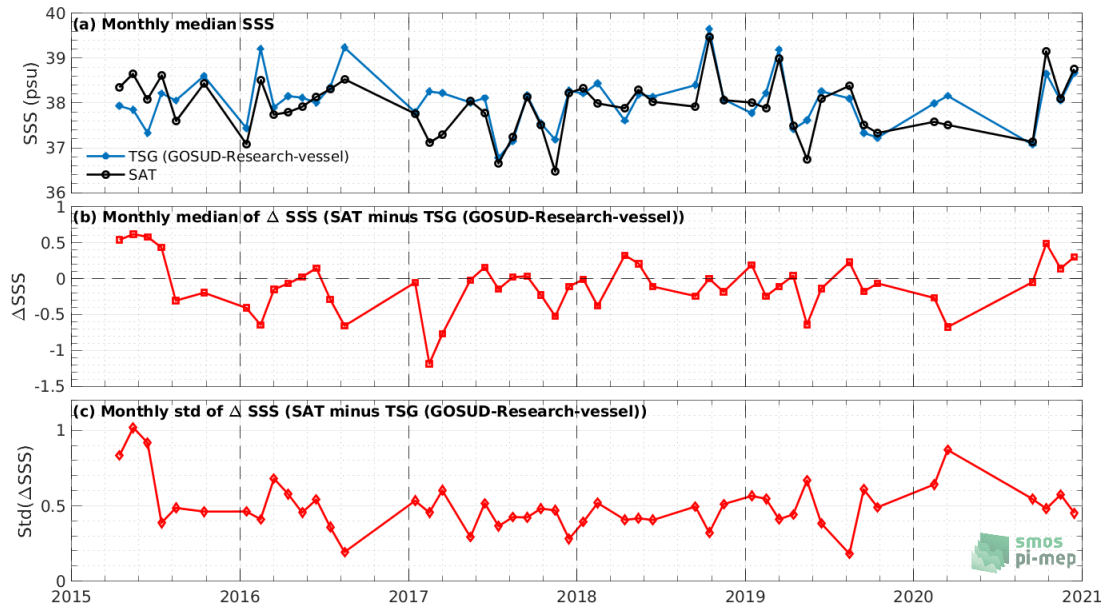 (a) Monthly median SSS
40
39
38
37
36
SSS (psu)
TSG (GOSUD-Research-vessel)
SAT
(b) Monthly median of Δ SSS (SAT minus TSG (GOSUD-Research-vessel))
1
0.5
0
-0.5
-1
-1.5
ΔSSS
(c) Monthly std of Δ SSS (SAT minus TSG (GOSUD-Research-vessel))
1
0.5
0
Std(ΔSSS)
smos
pi-mep
2015 2016 2017 2018 2019 2020 2021